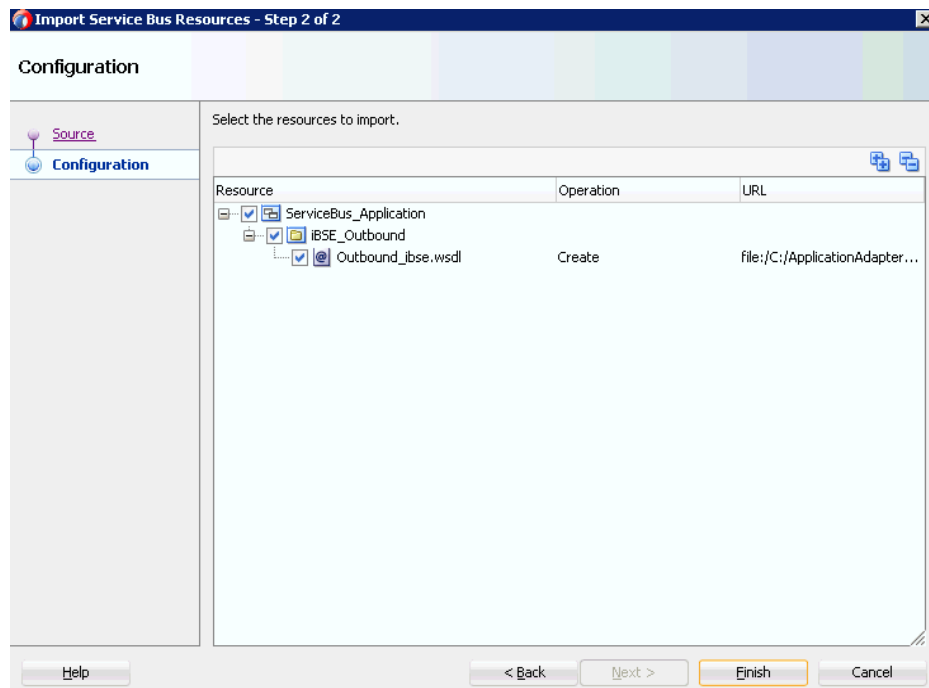 Import Service Bus Resources - Step 2 of 2
Configuration
Source
Configuration
Select the resources to import.
Resource Operation URL
ServiceBus_Application
iBSE_Outbound
Outbound_ibse.wsdl Create file:/C:/ApplicationAdapter...
Help < Back Next > Finish Cancel